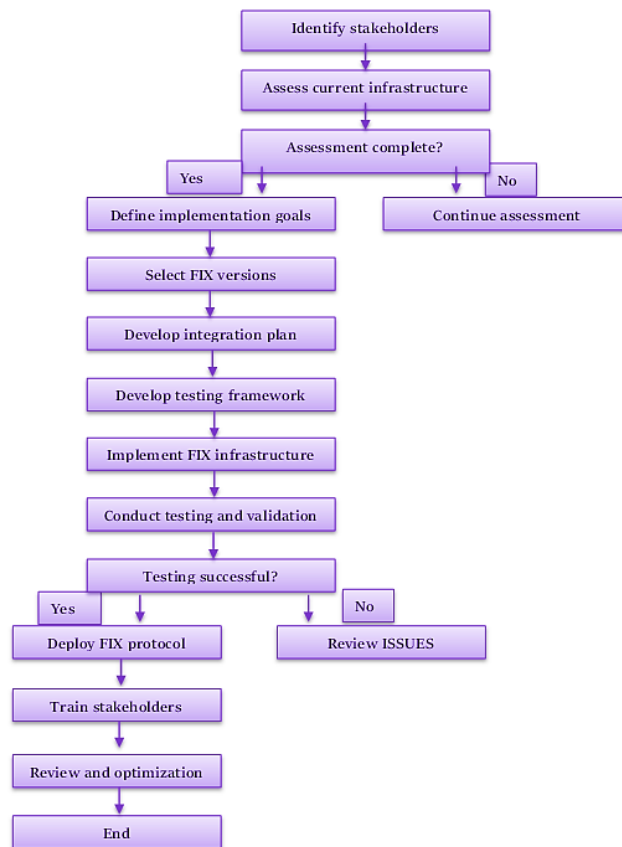 Identify stakeholders
Assess current infrastructure
Assessment complete?
Yes
No
Define implementation goals
Continue assessment
Select FIX versions
Develop integration plan
Develop testing framework
Implement FIX infrastructure
Conduct testing and validation
Testing successful?
Yes
No
Deploy FIX protocol
Review ISSUES
Train stakeholders
Review and optimization
End